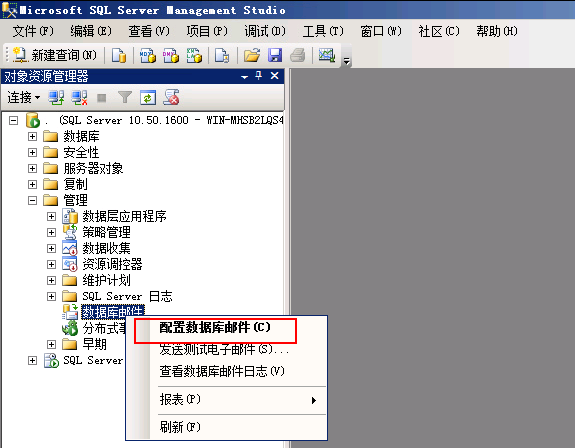 Microsoft SQL Server Management Studio
文件(F) 编辑(E) 查看(V) 项目(P) 调试(D) 工具(T) 窗口(W) 社区(C) 帮助(H)
新建查询(N)
对象资源管理器
连接
. (SQL Server 10.50.1600 - WIN-MHSB2LQS4
数据库
安全性
服务器对象
复制
管理
数据层应用程序
策略管理
数据收集
资源调控器
维护计划
SQL Server 日志
数据库邮件
配置数据库邮件(C)
分布式事
发送测试电子邮件(S)...
早期
SQL Server
查看数据库邮件日志(V)
报表(P)
刷新(F)